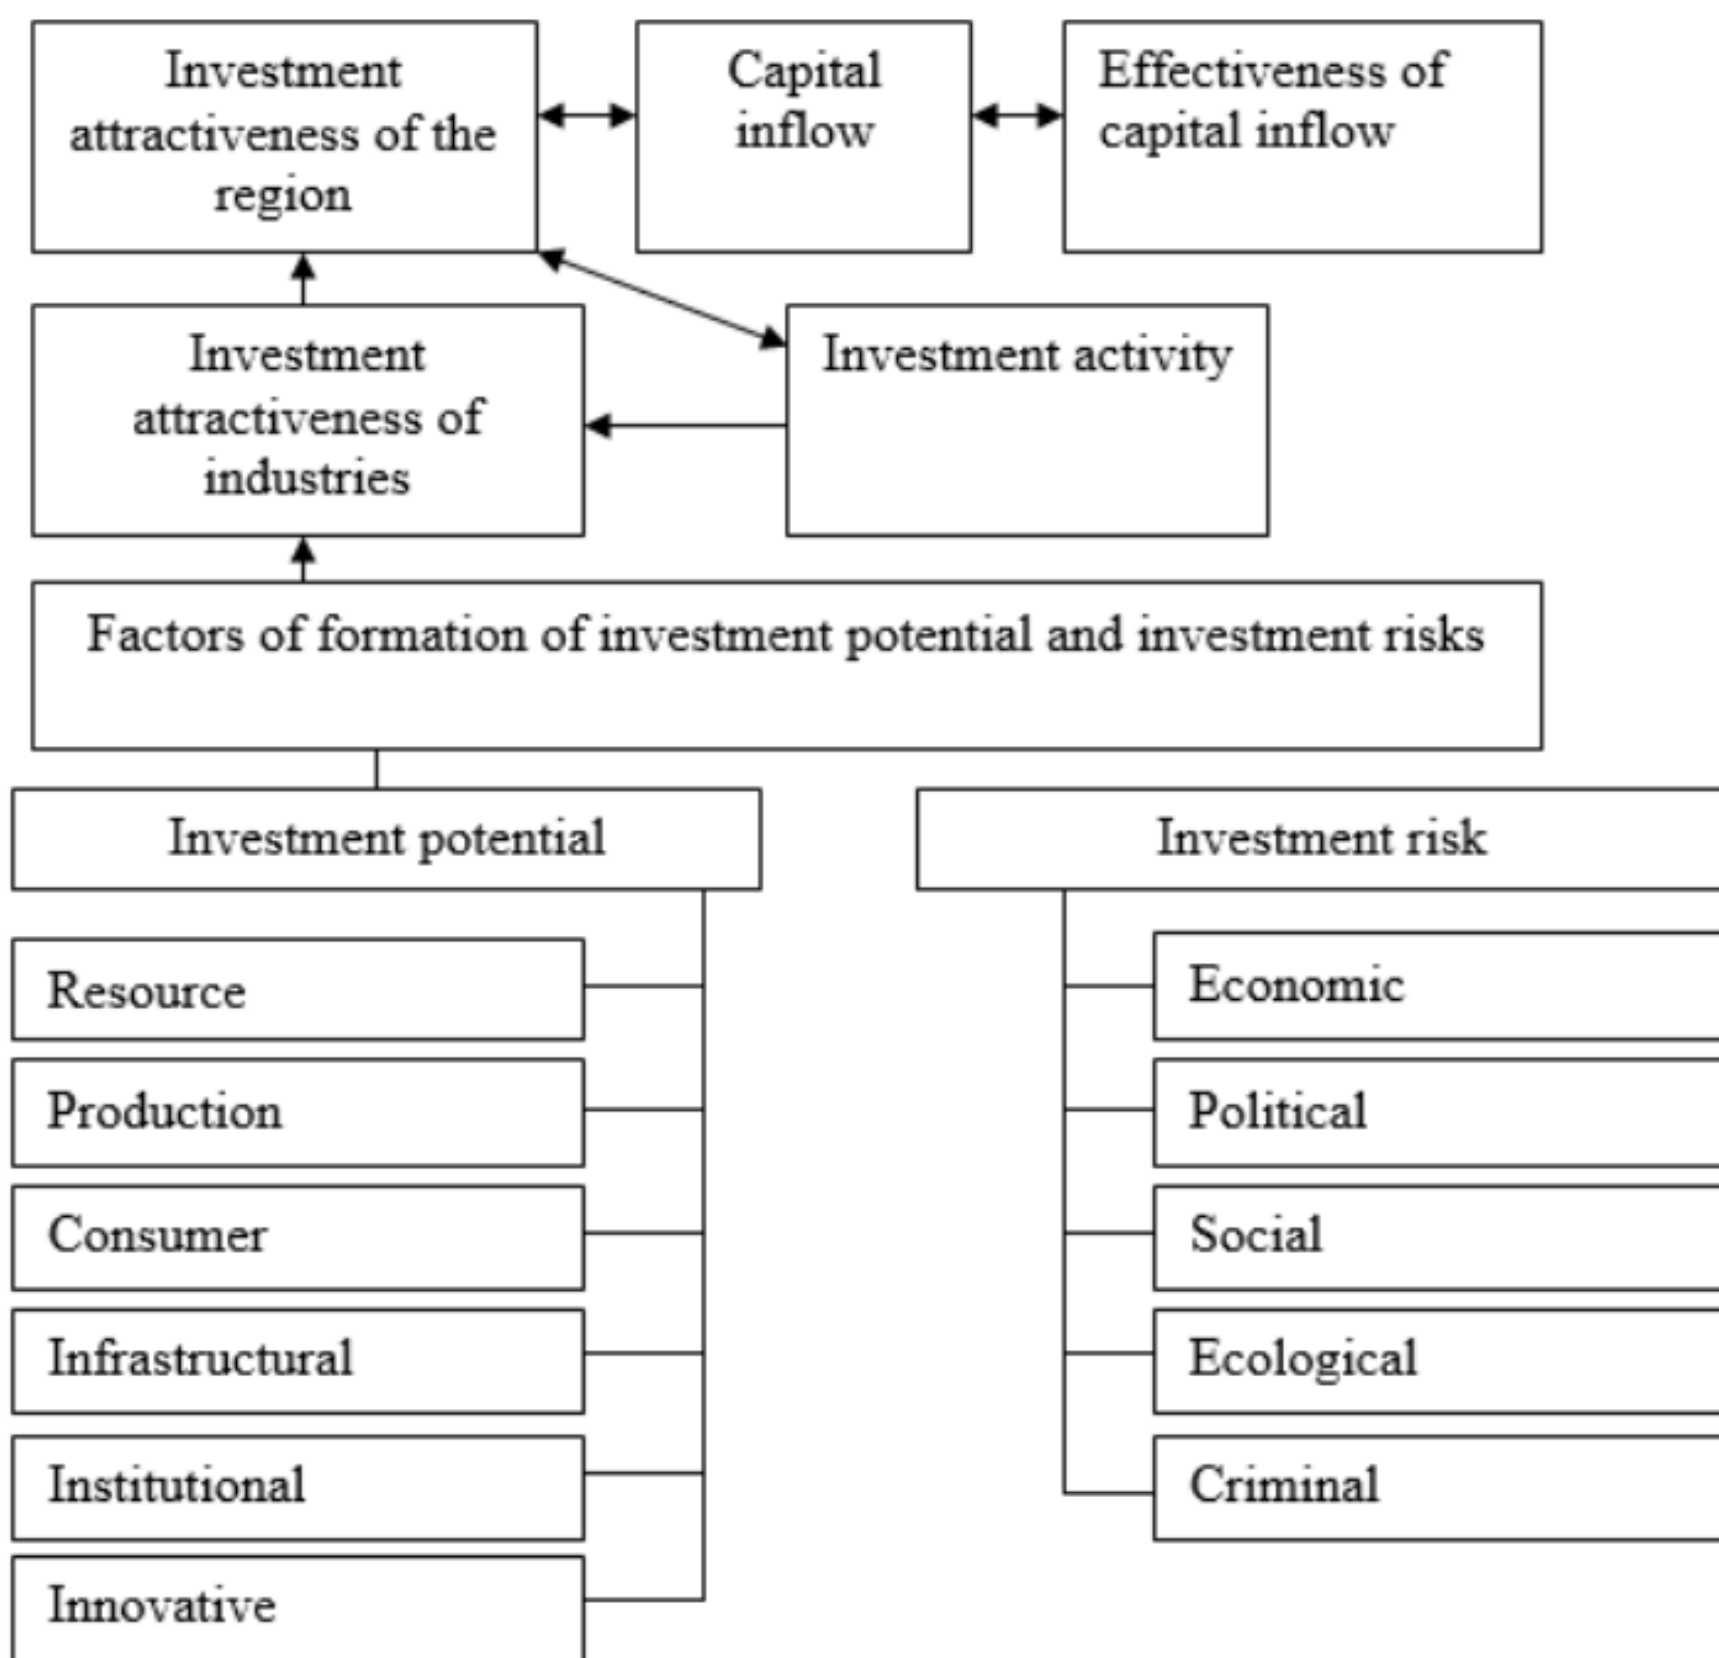 Investment
attractiveness of the
region
Capital
inflow
Effectiveness of
capital inflow
Investment
attractiveness of
industries
Investment activity
Factors of formation of investment potential and investment risks
Investment potential
Investment risk
Resource
Production
Consumer
Infrastructural
Institutional
Innovative
Economic
Political
Social
Ecological
Criminal